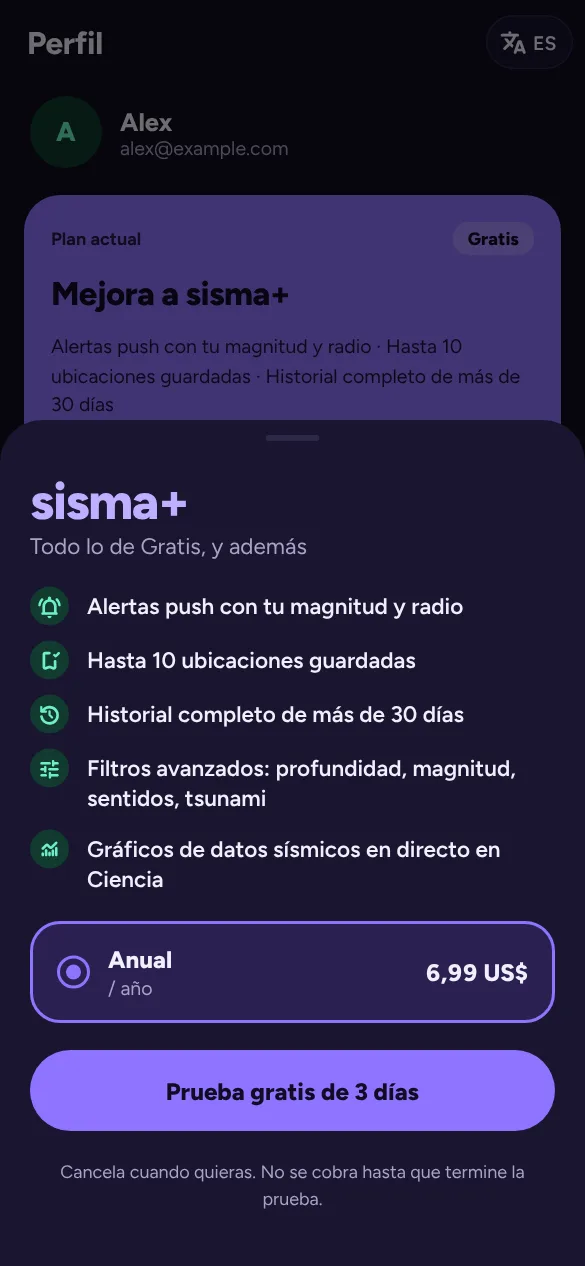 Perfil
ES
A
Alex
alex@example.com
Plan actual
Gratis
Mejora a sisma+
Alertas push con tu magnitud y radio · Hasta 10
ubicaciones guardadas · Historial completo de más de
30 días
sisma+
Todo lo de Gratis, y además
Alertas push con tu magnitud y radio
Hasta 10 ubicaciones guardadas
Historial completo de más de 30 días
Filtros avanzados: profundidad, magnitud,
sentidos, tsunami
Gráficos de datos sísmicos en directo en
Ciencia
Anual
/ año
6,99 US$
Prueba gratis de 3 días
Cancela cuando quieras. No se cobra hasta que termine la
prueba.